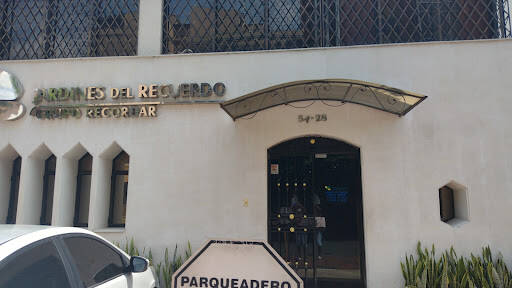 JARDINES DEL RECUERDO
GRUPO RECORDAR
54-28
PARQUEADERO